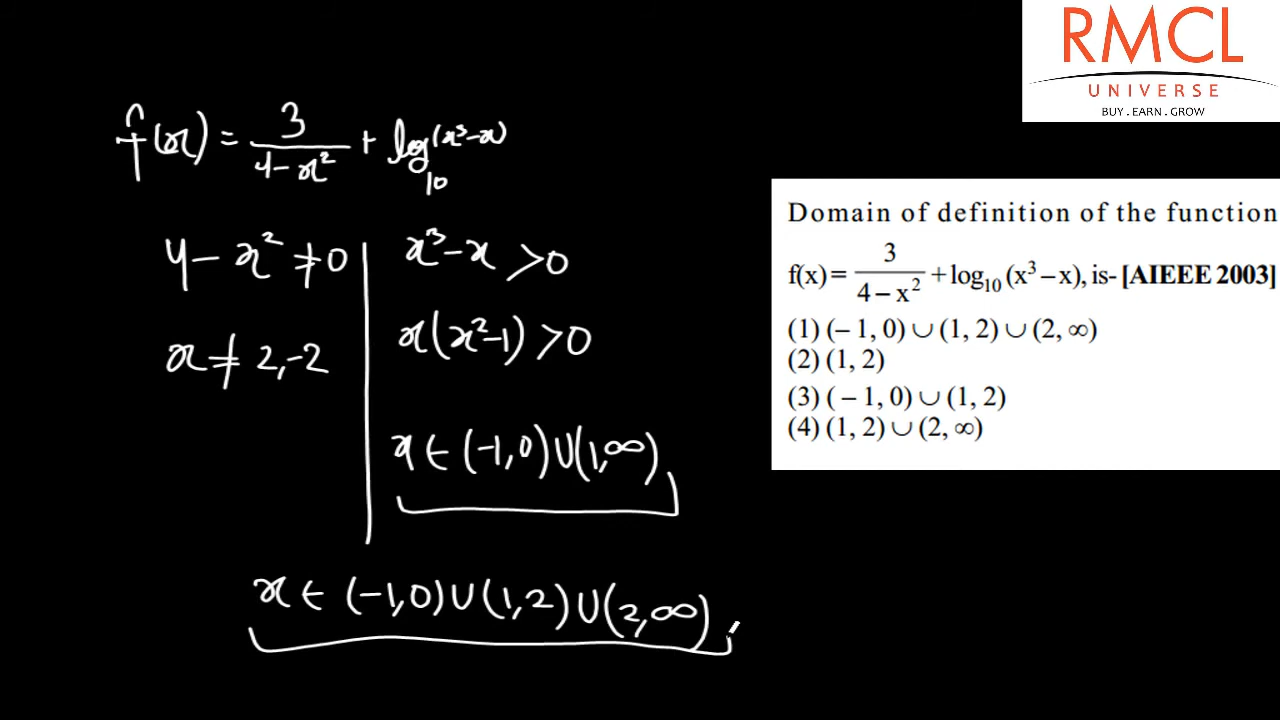 RMCL
UNIVERSE
BUY.EARN.GROW
f(x) = 3/(4-x²) + log₁₀(x³-x)
4-x² ≠ 0
x ≠ 2,-2
x³-x > 0
x(x²-1) > 0
x ∈ (-1,0)∪(1,∞)
x ∈ (-1,0)∪(1,2)∪(2,∞)
Domain of definition of the function
f(x) = 3/(4-x²) + log₁₀ (x³-x), is- [AIEEE 2003]
(1) (-1, 0) ∪ (1, 2) ∪ (2, ∞)
(2) (1, 2)
(3) (-1, 0) ∪ (1, 2)
(4) (1, 2) ∪ (2, ∞)